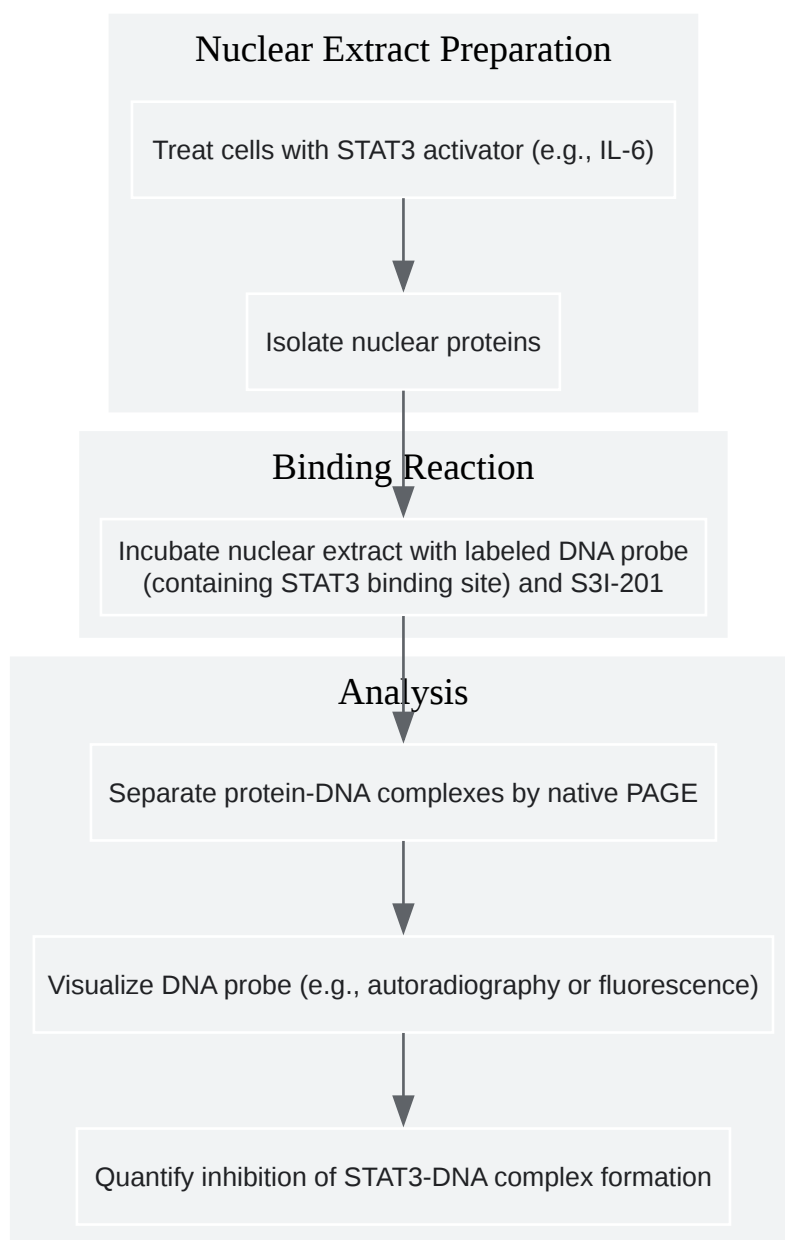 Nuclear Extract Preparation
Treat cells with STAT3 activator (e.g., IL-6)
Isolate nuclear proteins
Binding Reaction
Incubate nuclear extract with labeled DNA probe
(containing STAT3 binding site) and S3I-201
Analysis
Separate protein-DNA complexes by native PAGE
Visualize DNA probe (e.g., autoradiography or fluorescence)
Quantify inhibition of STAT3-DNA complex formation